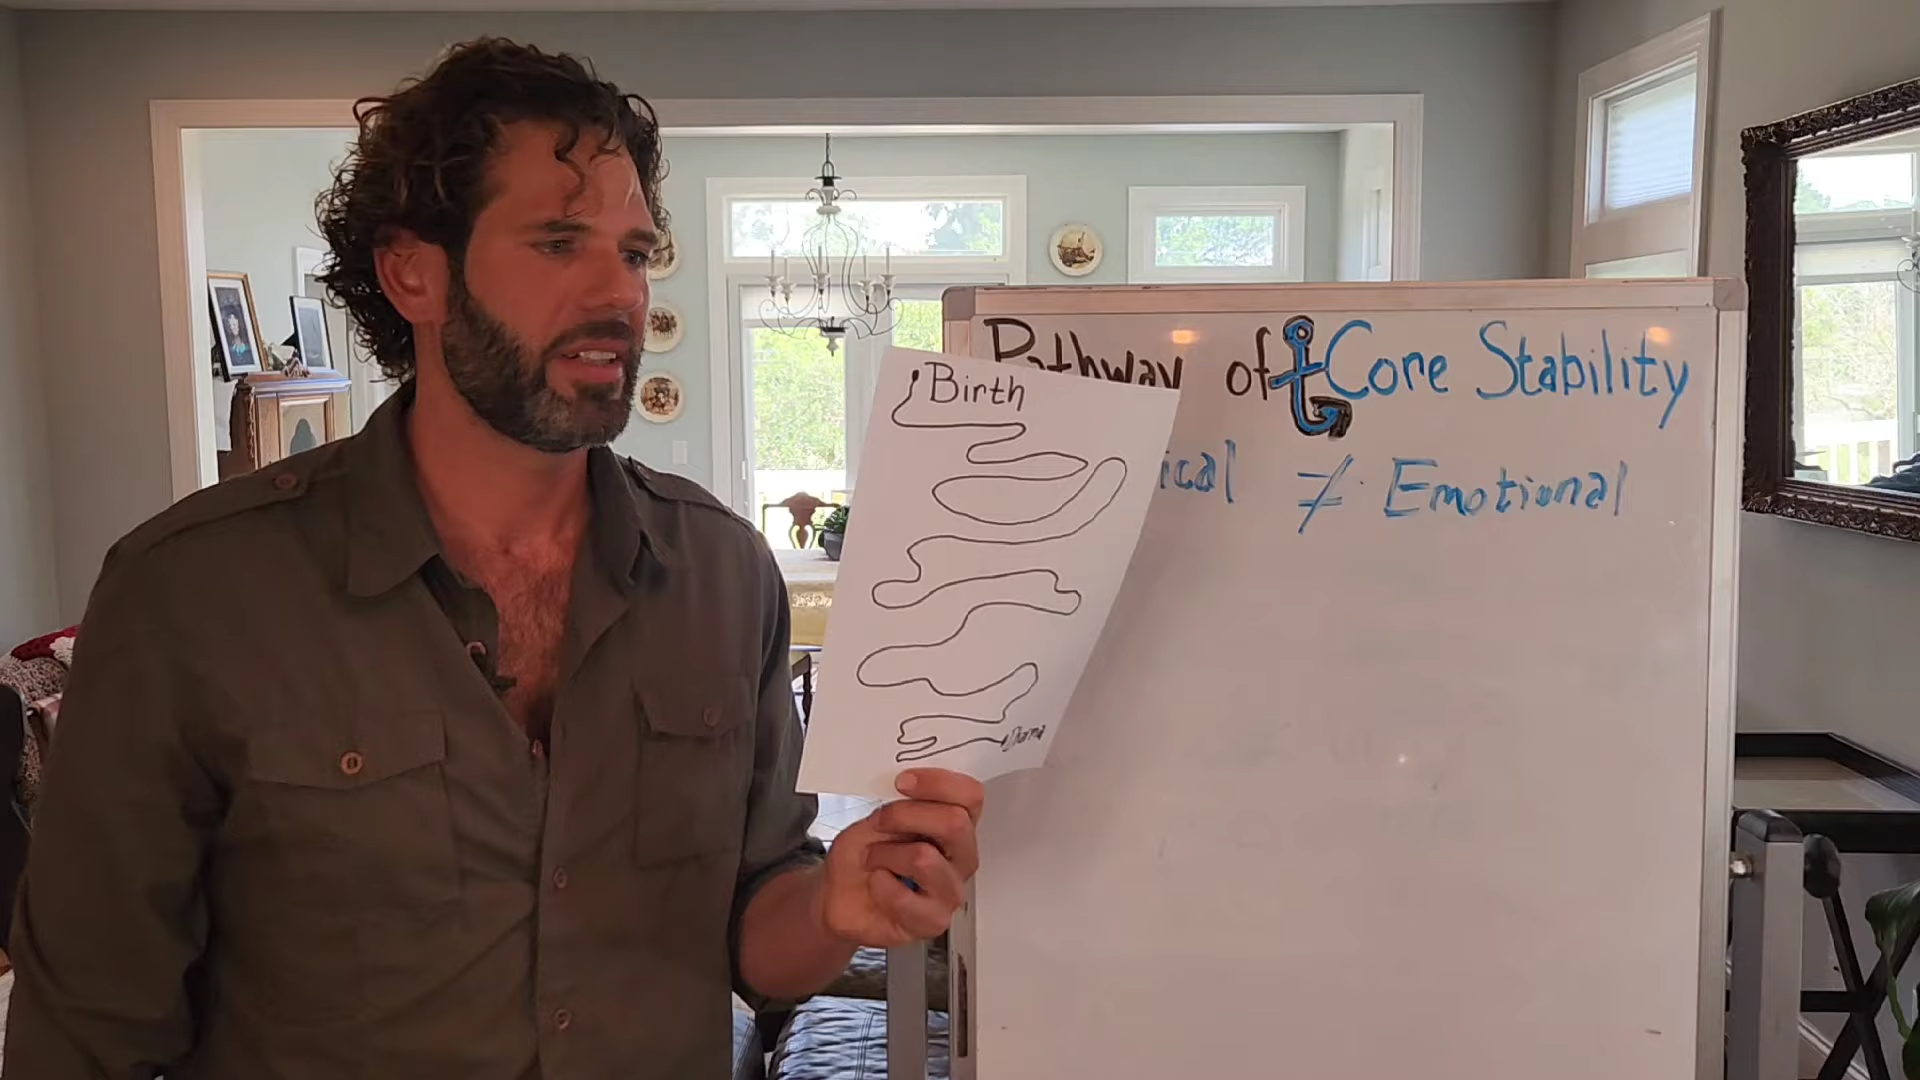 Pathway of Core Stability
ical ≠ Emotional
Birth